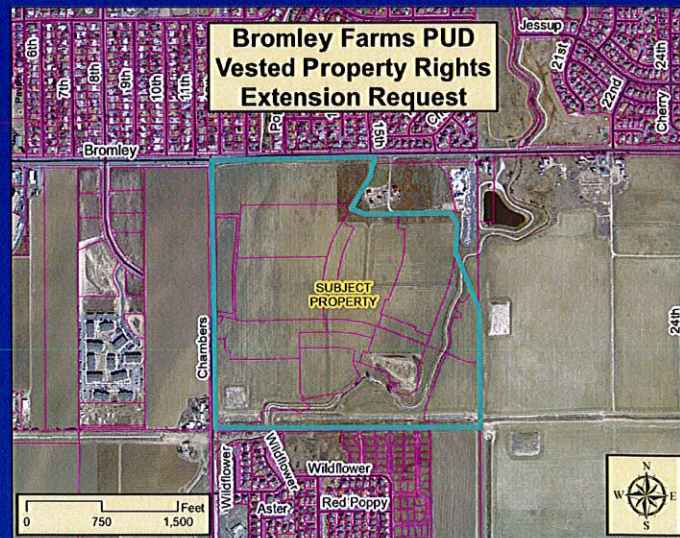 Bromley Farms PUD
Vested Property Rights
Extension Request
Jessup
6th
7th
8th
9th
10th
11th
15th
21st
22nd
24th
Cherry
Bromley
SUBJECT
PROPERTY
Chambers
24th
Wildflower
Wildflower
Wildflower
Aster
Red Poppy
Feet
0 750 1,500
N
W E
S